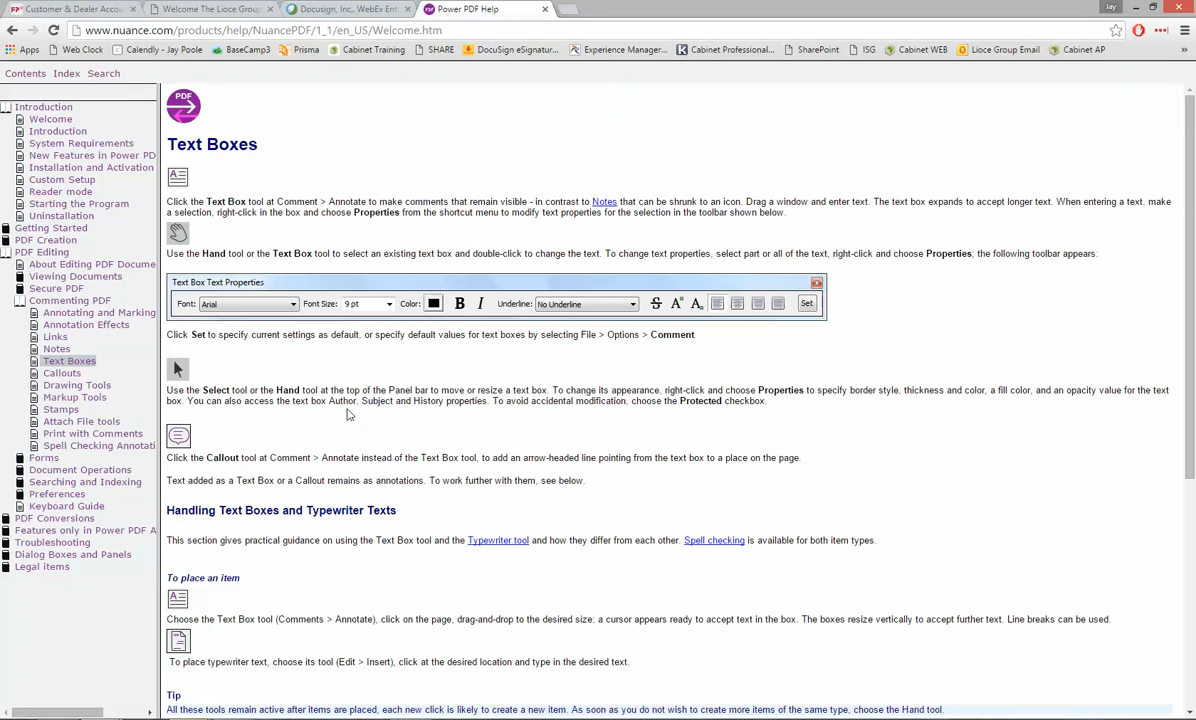 Customer & Dealer Accou
Welcome The Lioce Group
Docusign, Inc. WebEx Ent
Power PDF Help
Jay
www.nuance.com/products/help/NuancePDF/1_1/en_US/Welcome.htm
Apps Web Clock Calendly - Jay Poole BaseCamp3 Prisma Cabinet Training SHARE DocuSign eSignatur... Experience Manager... Cabinet Professional... SharePoint ISG Cabinet WEB Lioce Group Email Cabinet AP
Contents Index Search
Introduction
Welcome
Introduction
System Requirements
New Features in Power PD
Installation and Activation
Custom Setup
Reader mode
Starting the Program
Uninstallation
Getting Started
PDF Creation
PDF Editing
About Editing PDF Docume
Viewing Documents
Secure PDF
Commenting PDF
Annotating and Marking
Annotation Effects
Links
Notes
Text Boxes
Callouts
Drawing Tools
Markup Tools
Stamps
Attach File tools
Print with Comments
Spell Checking Annotati
Forms
Document Operations
Searching and Indexing
Preferences
Keyboard Guide
PDF Conversions
Features only in Power PDF A
Troubleshooting
Dialog Boxes and Panels
Legal items
PDF
Text Boxes
Click the Text Box tool at Comment > Annotate to make comments that remain visible - in contrast to Notes that can be shrunk to an icon. Drag a window and enter text. The text box expands to accept longer text. When entering a text, make
a selection, right-click in the box and choose Properties from the shortcut menu to modify text properties for the selection in the toolbar shown below.
Use the Hand tool or the Text Box tool to select an existing text box and double-click to change the text. To change text properties, select part or all of the text, right-click and choose Properties; the following toolbar appears:
Text Box Text Properties
Font: Arial Font Size: 9 pt Color: B I Underline: No Underline S A A Set
Click Set to specify current settings as default, or specify default values for text boxes by selecting File > Options > Comment.
Use the Select tool or the Hand tool at the top of the Panel bar to move or resize a text box. To change its appearance, right-click and choose Properties to specify border style, thickness and color, a fill color, and an opacity value for the text
box. You can also access the text box Author, Subject and History properties. To avoid accidental modification, choose the Protected checkbox.
Click the Callout tool at Comment > Annotate instead of the Text Box tool, to add an arrow-headed line pointing from the text box to a place on the page.
Text added as a Text Box or a Callout remains as annotations. To work further with them, see below.
Handling Text Boxes and Typewriter Texts
This section gives practical guidance on using the Text Box tool and the Typewriter tool and how they differ from each other. Spell checking is available for both item types.
To place an item
Choose the Text Box tool (Comments > Annotate), click on the page, drag-and-drop to the desired size; a cursor appears ready to accept text in the box. The boxes resize vertically to accept further text. Line breaks can be used.
To place typewriter text, choose its tool (Edit > Insert), click at the desired location and type in the desired text.
Tip
All these tools remain active after items are placed, each new click is likely to create a new item. As soon as you do not wish to create more items of the same type, choose the Hand tool.